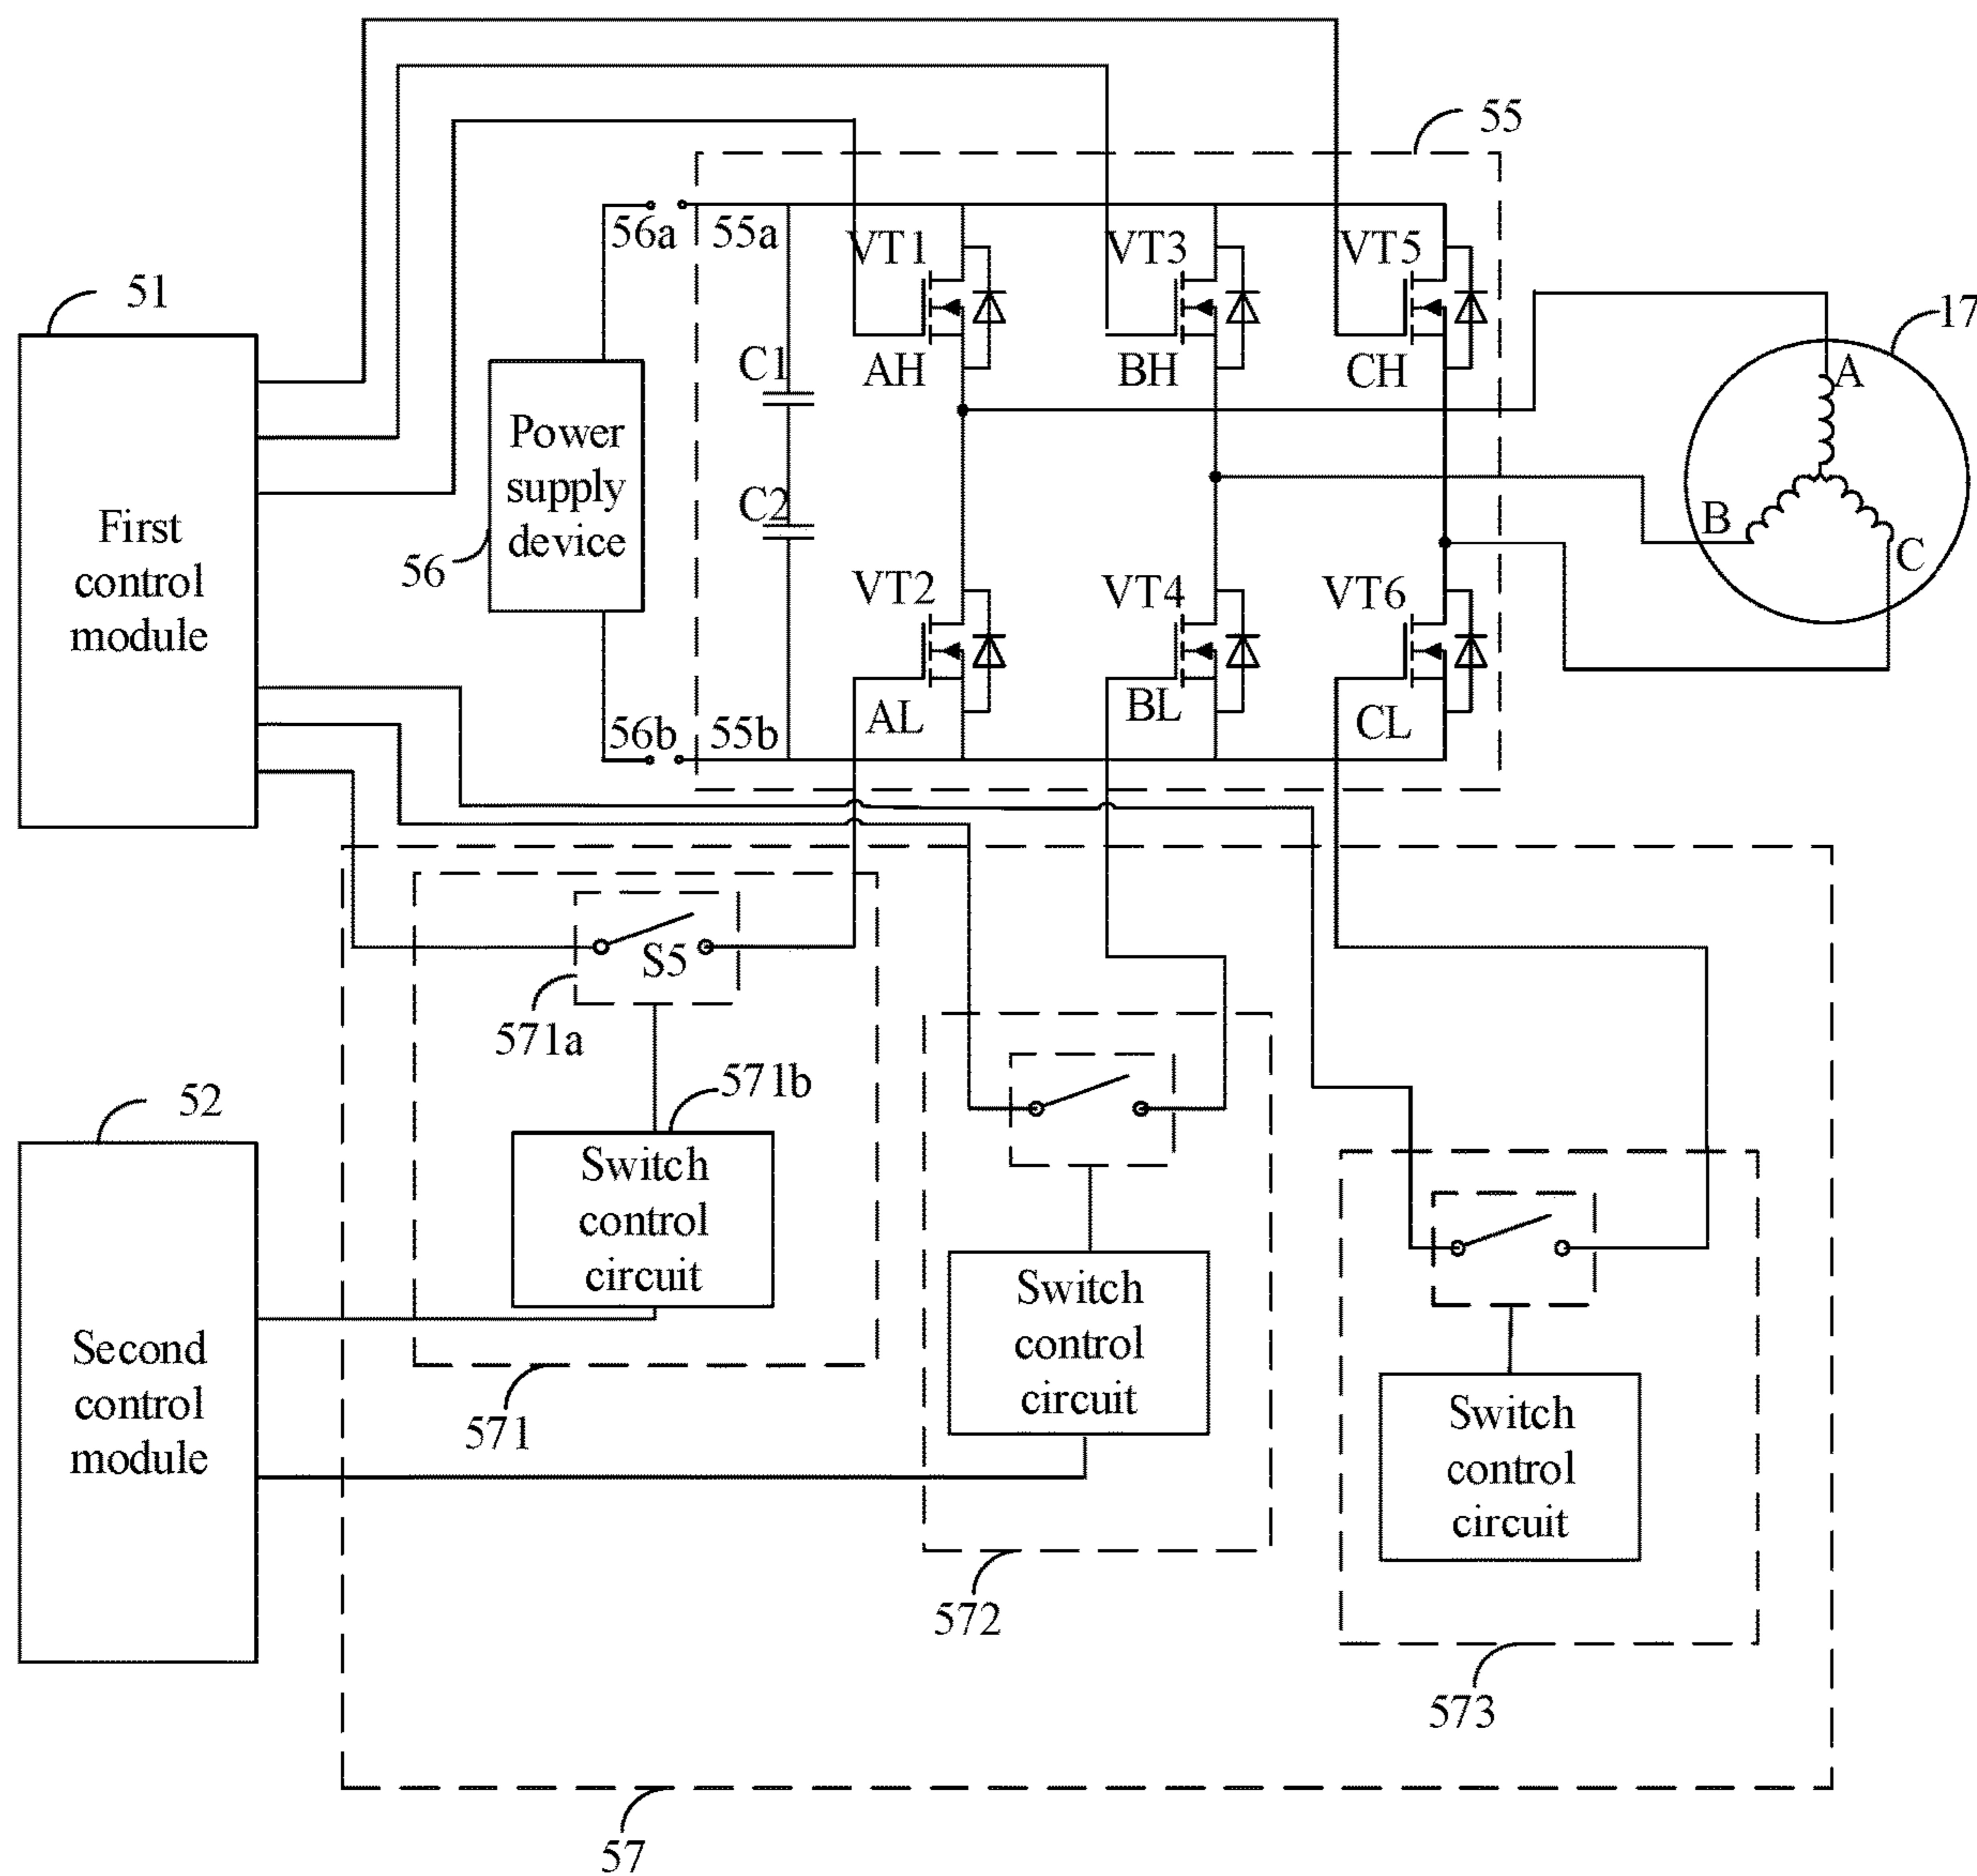 55
56a
55a
VT1
VT3
VT5
51
17
C1
AH
BH
CH
A
Power
supply
device
56
C2
B
C
First
control
module
VT2
VT4
VT6
56b
55b
AL
BL
CL
S5
571a
571b
52
Switch
control
circuit
Switch
control
circuit
Second
control
module
571
Switch
control
circuit
572
573
57